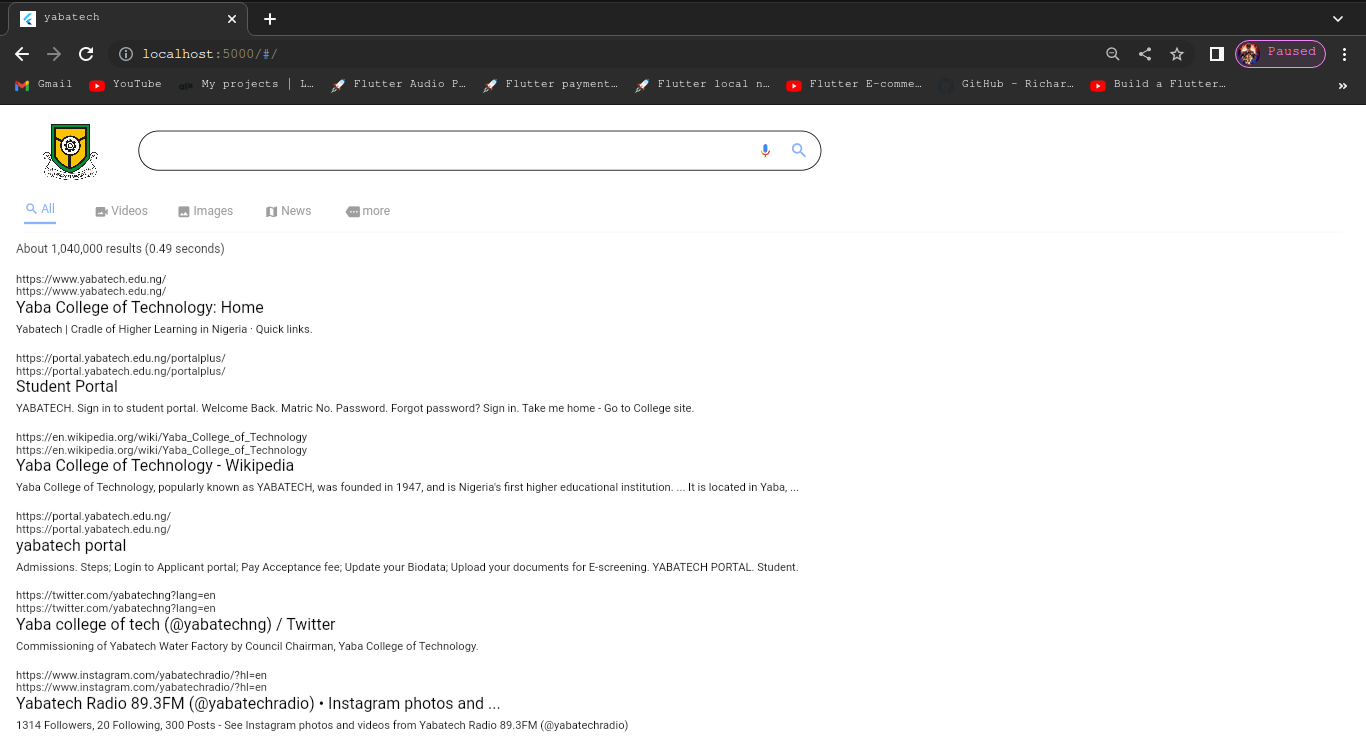 yabatech
localhost:5000/#/
Paused
Gmail YouTube My projects | L… Flutter Audio P… Flutter payment… Flutter local n… Flutter E-comme… GitHub - Richar… Build a Flutter… »
All Videos Images News more
About 1,040,000 results (0.49 seconds)
https://www.yabatech.edu.ng/
https://www.yabatech.edu.ng/
Yaba College of Technology: Home
Yabatech | Cradle of Higher Learning in Nigeria · Quick links.
https://portal.yabatech.edu.ng/portalplus/
https://portal.yabatech.edu.ng/portalplus/
Student Portal
YABATECH. Sign in to student portal. Welcome Back. Matric No. Password. Forgot password? Sign in. Take me home - Go to College site.
https://en.wikipedia.org/wiki/Yaba_College_of_Technology
https://en.wikipedia.org/wiki/Yaba_College_of_Technology
Yaba College of Technology - Wikipedia
Yaba College of Technology, popularly known as YABATECH, was founded in 1947, and is Nigeria's first higher educational institution. ... It is located in Yaba, ...
https://portal.yabatech.edu.ng/
https://portal.yabatech.edu.ng/
yabatech portal
Admissions. Steps; Login to Applicant portal; Pay Acceptance fee; Update your Biodata; Upload your documents for E-screening. YABATECH PORTAL. Student.
https://twitter.com/yabatechng?lang=en
https://twitter.com/yabatechng?lang=en
Yaba college of tech (@yabatechng) / Twitter
Commissioning of Yabatech Water Factory by Council Chairman, Yaba College of Technology.
https://www.instagram.com/yabatechradio/?hl=en
https://www.instagram.com/yabatechradio/?hl=en
Yabatech Radio 89.3FM (@yabatechradio) • Instagram photos and ...
1314 Followers, 20 Following, 300 Posts - See Instagram photos and videos from Yabatech Radio 89.3FM (@yabatechradio)